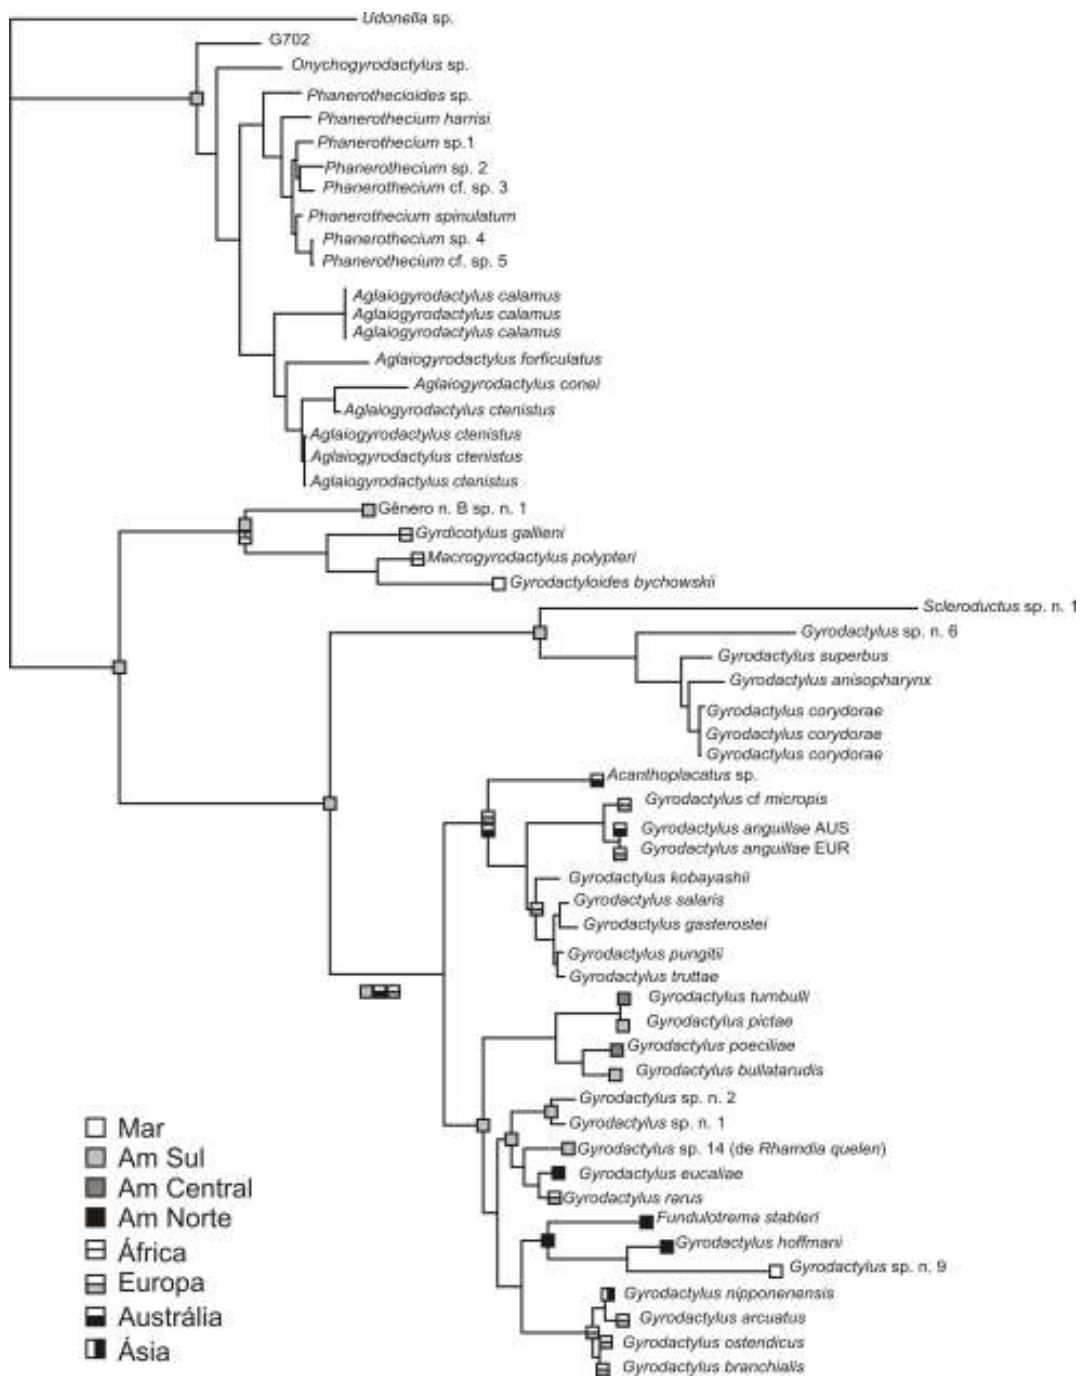 Udonella sp.
G702
Onychogyrodactylus sp.
Phanerothecioides sp.
Phanerothecium harrisi
Phanerothecium sp.1
Phanerothecium sp. 2
Phanerothecium cf. sp. 3
Phanerothecium spinulatum
Phanerothecium sp. 4
Phanerothecium cf. sp. 5
Aglaiogyrodactylus calamus
Aglaiogyrodactylus calamus
Aglaiogyrodactylus calamus
Aglaiogyrodactylus forficulatus
Aglaiogyrodactylus conei
Aglaiogyrodactylus ctenistus
Aglaiogyrodactylus ctenistus
Aglaiogyrodactylus ctenistus
Aglaiogyrodactylus ctenistus
Gênero n. B sp. n. 1
Gyrdicotylus gallieni
Macrogyrodactylus polypteri
Gyrodactyloides bychowskii
Scleroductus sp. n. 1
Gyrodactylus sp. n. 6
Gyrodactylus superbus
Gyrodactylus anisopharynx
Gyrodactylus corydorae
Gyrodactylus corydorae
Gyrodactylus corydorae
Acanthoplacatus sp.
Gyrodactylus cf micropis
Gyrodactylus anguillae AUS
Gyrodactylus anguillae EUR
Gyrodactylus kobayashii
Gyrodactylus salaris
Gyrodactylus gasterostei
Gyrodactylus pungitii
Gyrodactylus truttae
Gyrodactylus turnbulli
Gyrodactylus pictae
Gyrodactylus poeciliae
Gyrodactylus bullatarudis
Gyrodactylus sp. n. 2
Gyrodactylus sp. n. 1
Gyrodactylus sp. 14 (de Rhamdia quelen)
Gyrodactylus eucaliae
Gyrodactylus rarus
Fundulotrema stableri
Gyrodactylus hoffmani
Gyrodactylus sp. n. 9
Gyrodactylus nipponenensis
Gyrodactylus arcuatus
Gyrodactylus ostendicus
Gyrodactylus branchialis
Mar
Am Sul
Am Central
Am Norte
África
Europa
Austrália
Ásia